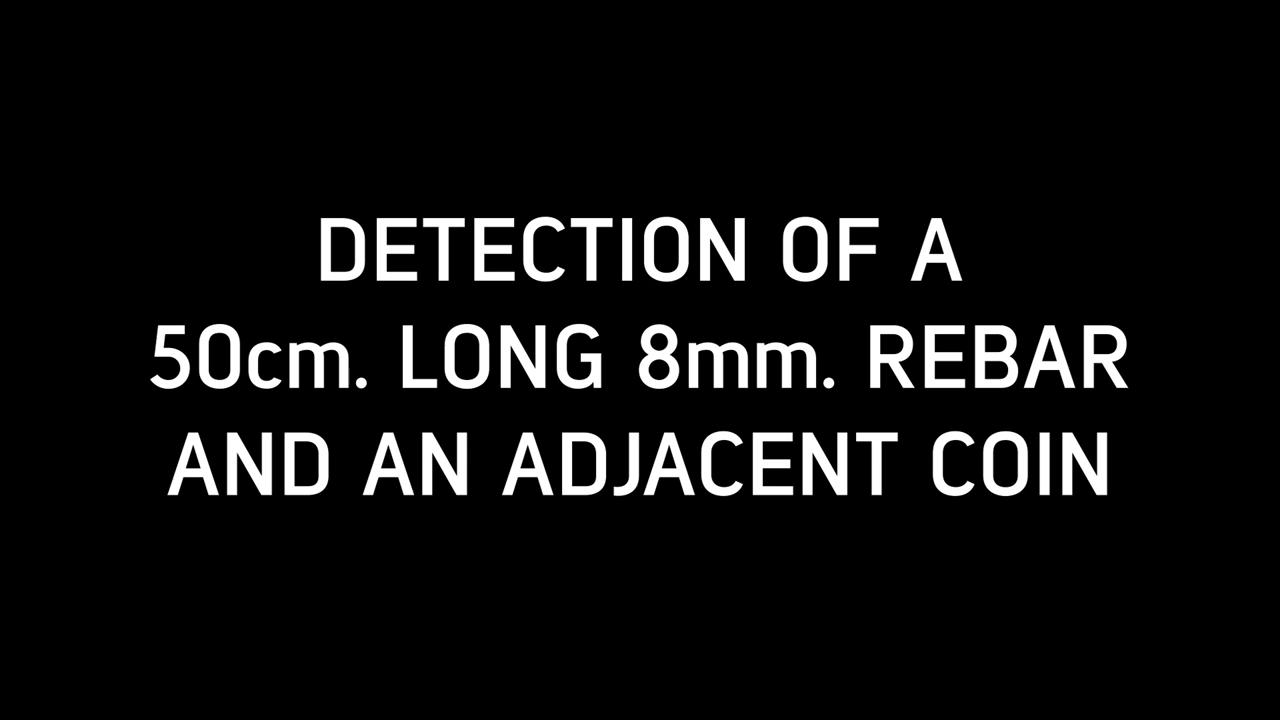 DETECTION OF A
50cm. LONG 8mm. REBAR
AND AN ADJACENT COIN